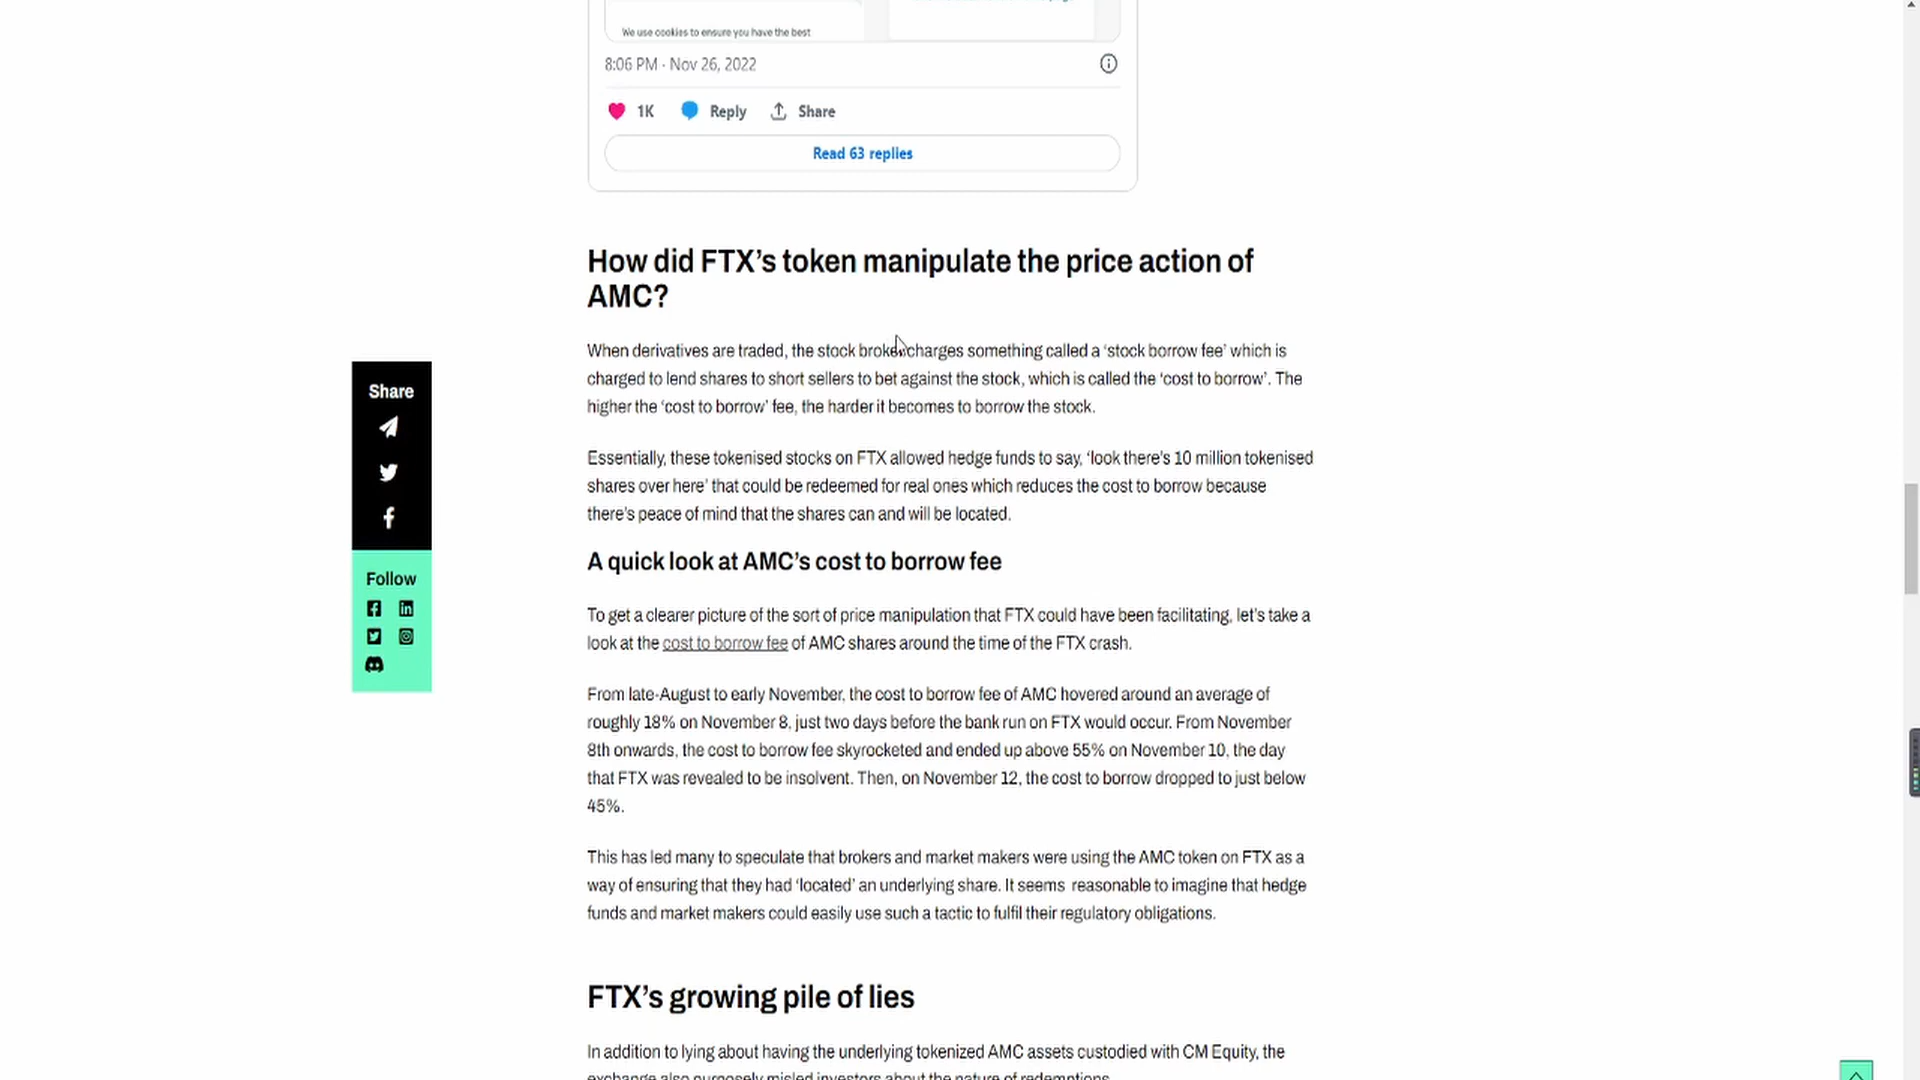 We use cookies to ensure you have the best
8:06 PM · Nov 26, 2022
1K Reply Share
Read 63 replies
How did FTX’s token manipulate the price action of
AMC?
When derivatives are traded, the stock broker charges something called a ‘stock borrow fee’ which is
charged to lend shares to short sellers to bet against the stock, which is called the ‘cost to borrow’. The
higher the ‘cost to borrow’ fee, the harder it becomes to borrow the stock.
Essentially, these tokenised stocks on FTX allowed hedge funds to say, ‘look there’s 10 million tokenised
shares over here’ that could be redeemed for real ones which reduces the cost to borrow because
there’s peace of mind that the shares can and will be located.
A quick look at AMC’s cost to borrow fee
To get a clearer picture of the sort of price manipulation that FTX could have been facilitating, let’s take a
look at the cost to borrow fee of AMC shares around the time of the FTX crash.
From late-August to early November, the cost to borrow fee of AMC hovered around an average of
roughly 18% on November 8, just two days before the bank run on FTX would occur. From November
8th onwards, the cost to borrow fee skyrocketed and ended up above 55% on November 10, the day
that FTX was revealed to be insolvent. Then, on November 12, the cost to borrow dropped to just below
45%.
This has led many to speculate that brokers and market makers were using the AMC token on FTX as a
way of ensuring that they had ‘located’ an underlying share. It seems reasonable to imagine that hedge
funds and market makers could easily use such a tactic to fulfil their regulatory obligations.
FTX’s growing pile of lies
In addition to lying about having the underlying tokenized AMC assets custodied with CM Equity, the
exchange also purposely misled investors about the nature of redemptions.
Share
Follow